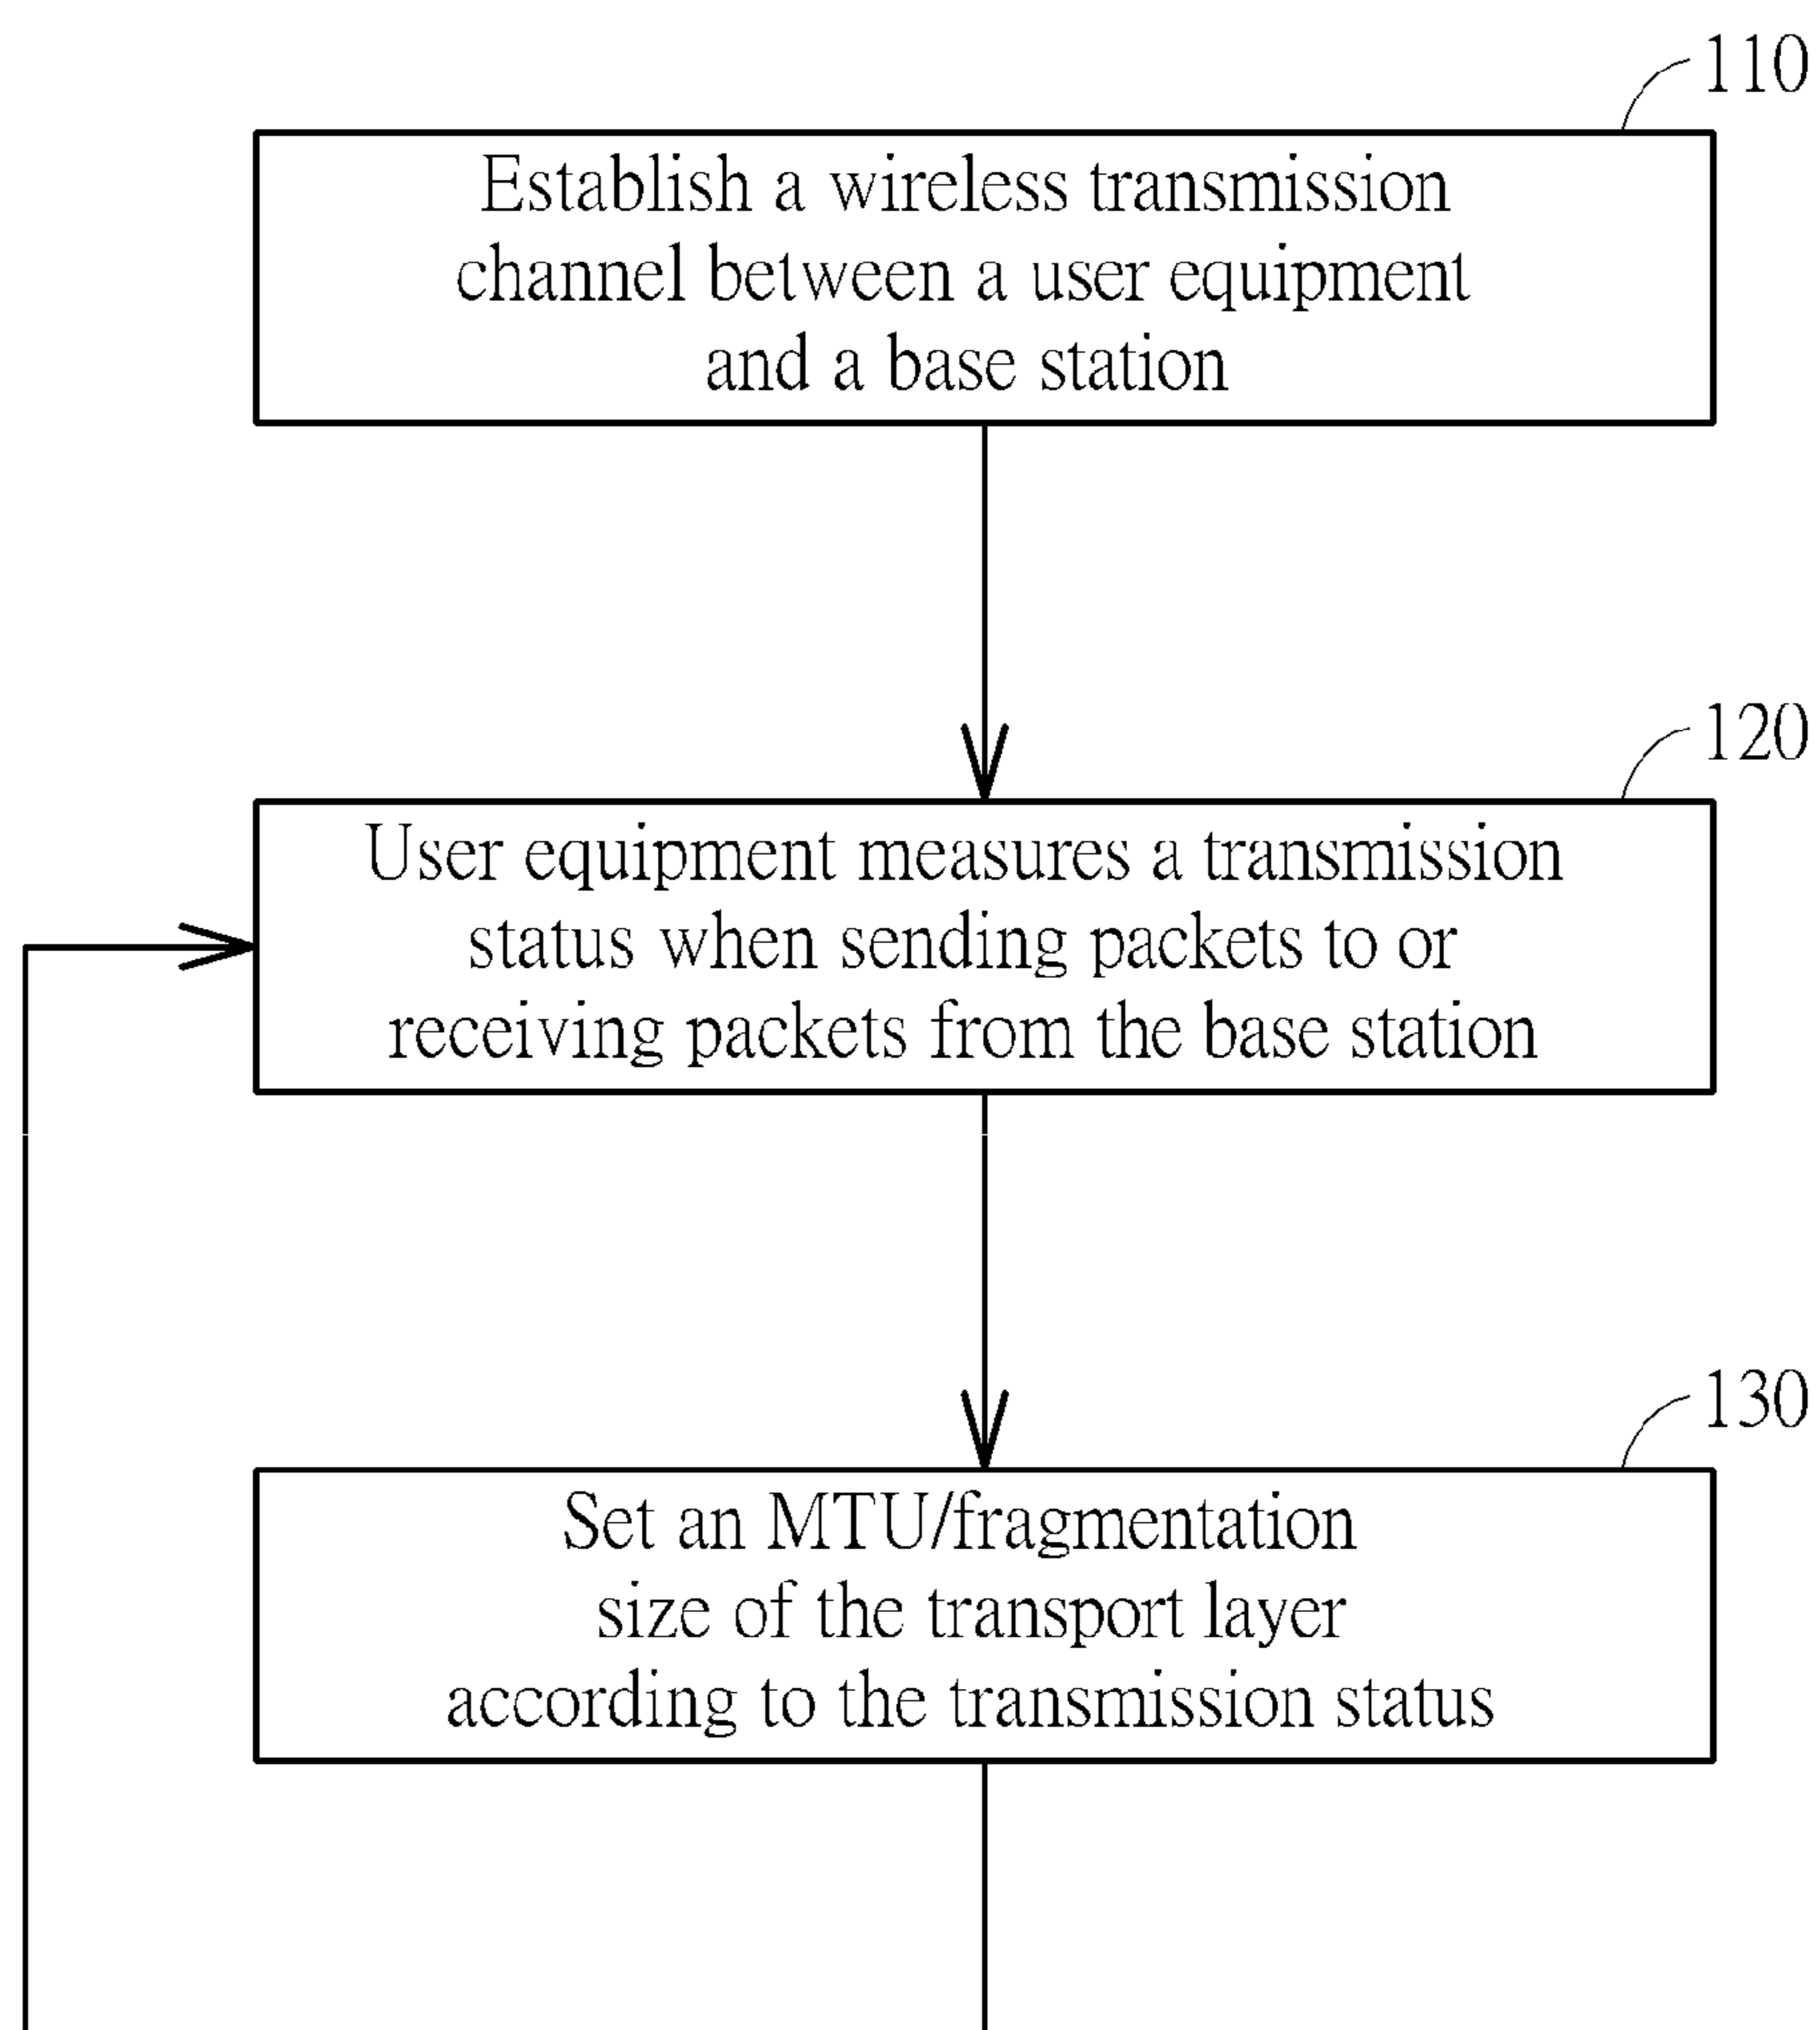 110
Establish a wireless transmission
channel between a user equipment
and a base station
120
User equipment measures a transmission
status when sending packets to or
receiving packets from the base station
130
Set an MTU/fragmentation
size of the transport layer
according to the transmission status